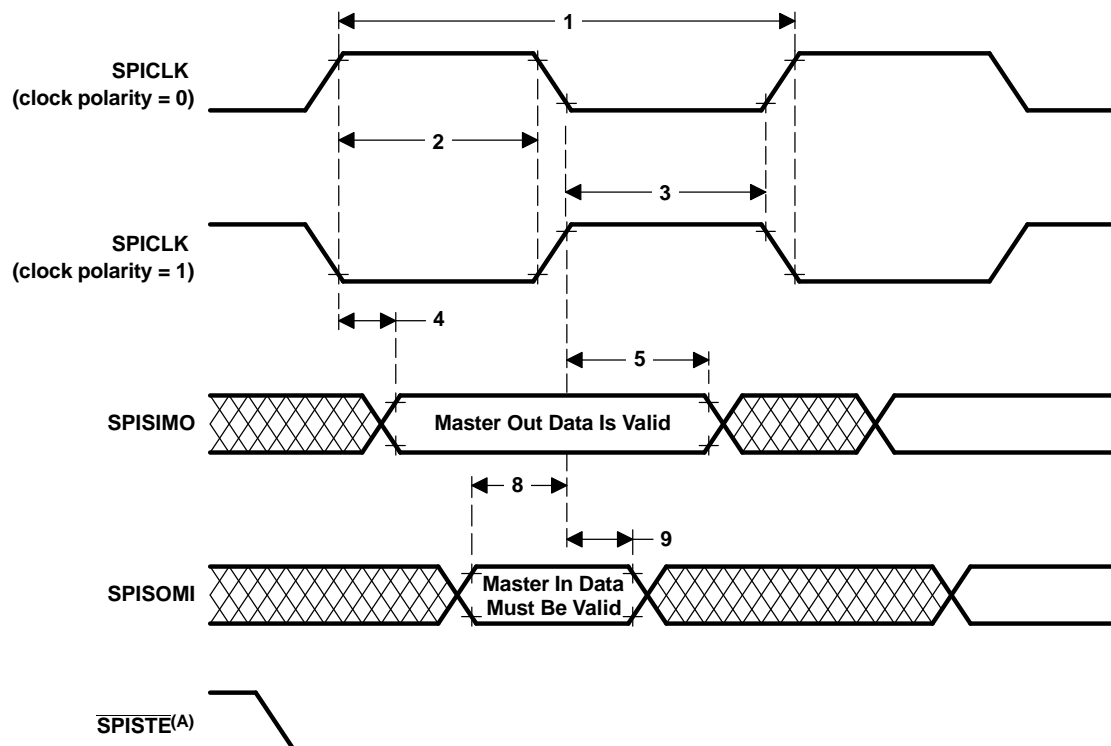 1
SPICLK
(clock polarity = 0)
2
3
SPICLK
(clock polarity = 1)
4
5
SPISIMO
Master Out Data Is Valid
8
9
SPISOMI
Master In Data
Must Be Valid
SPISTE(A)